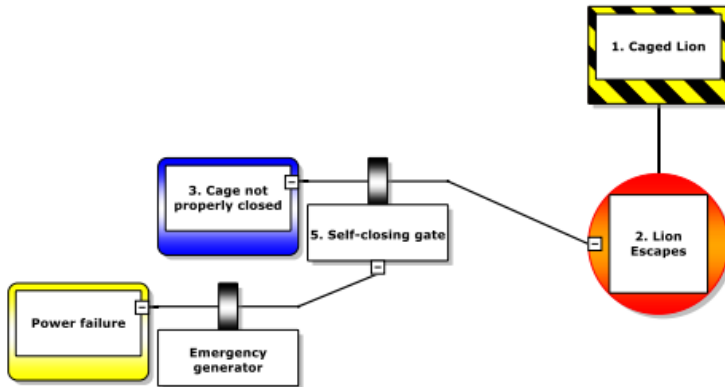 1. Caged Lion
3. Cage not
properly closed
5. Self-closing gate
2. Lion
Escapes
Power failure
Emergency
generator